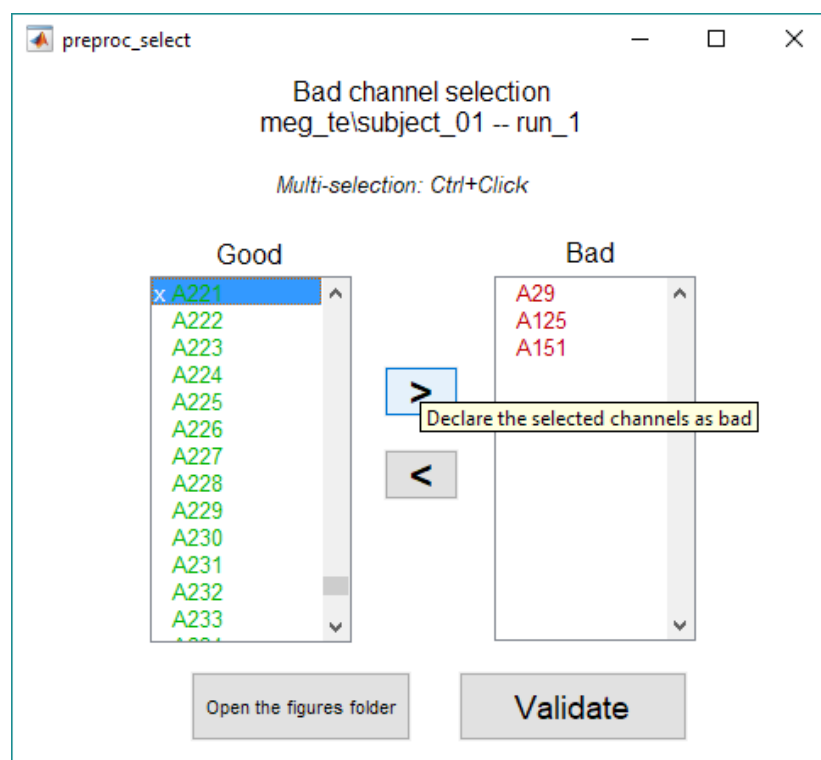 preproc_select
Bad channel selection
meg_te\subject_01 -- run_1
Multi-selection: Ctrl+Click
Good
x A221
A222
A223
A224
A225
A226
A227
A228
A229
A230
A231
A232
A233
Bad
A29
A125
A151
>
Declare the selected channels as bad
<
Open the figures folder
Validate